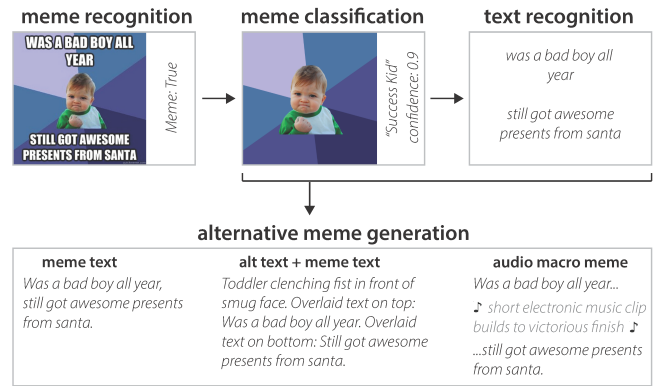 meme recognition
meme classification
text recognition
WAS A BAD BOY ALL
YEAR
STILL GOT AWESOME
PRESENTS FROM SANTA
Meme: True
"Success Kid"
confidence: 0.9
was a bad boy all
year
still got awesome
presents from santa
alternative meme generation
meme text
Was a bad boy all year,
still got awesome presents
from santa.
alt text + meme text
Toddler clenching fist in front of
smug face. Overlaid text on top:
Was a bad boy all year. Overlaid
text on bottom: Still got awesome
presents from santa.
audio macro meme
Was a bad boy all year...
♪ short electronic music clip
builds to victorious finish ♪
...still got awesome presents
from santa.